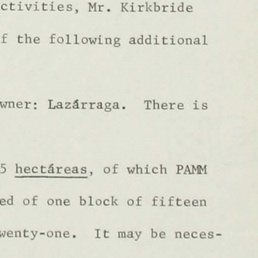 ctivities, Mr. Kirkbride
f the following additional
wner: Lazárraga. There is
5 hectáreas, of which PAMM
ed of one block of fifteen
wenty-one. It may be neces-